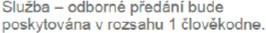 Služba – odborné předání bude
poskytována v rozsahu 1 člověkodne.